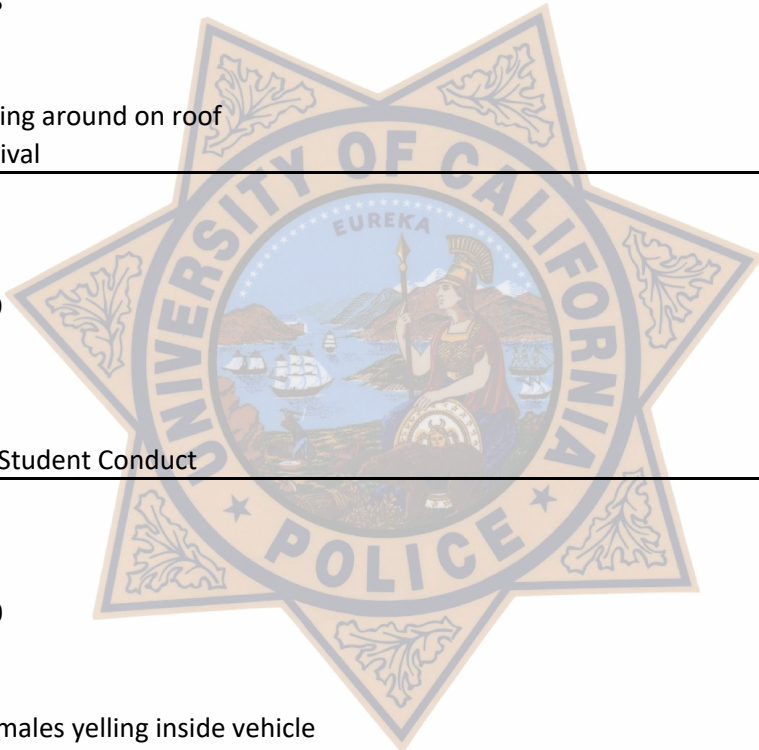 ing around on roof
ival
UNIVERSITY OF CALIFORNIA
EUREKA
Student Conduct
POLICE
males yelling inside vehicle